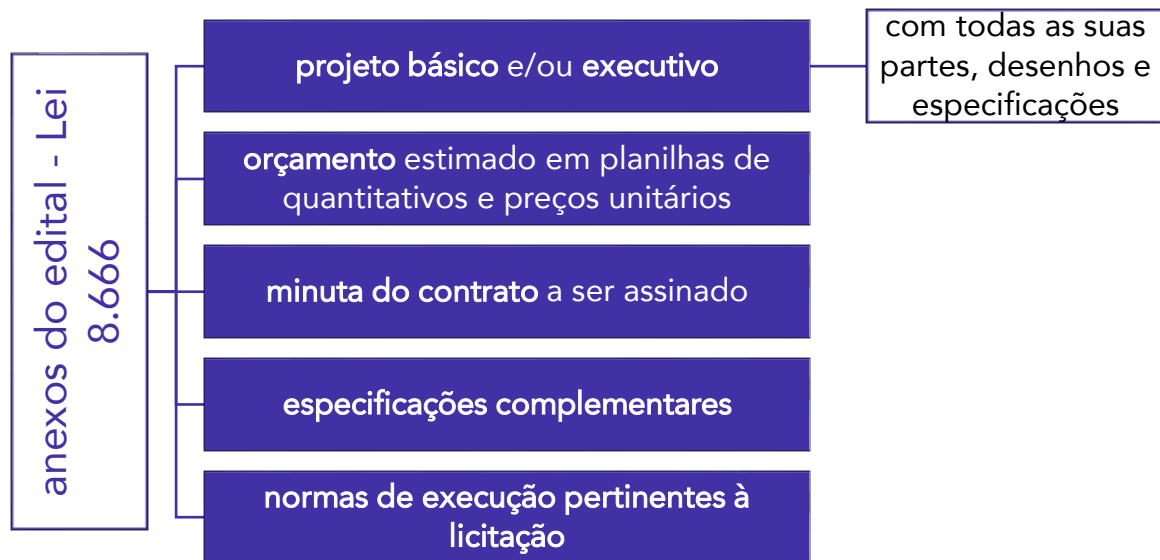 anexos do edital - Lei
8.666
projeto básico e/ou executivo
com todas as suas
partes, desenhos e
especificações
orçamento estimado em planilhas de
quantitativos e preços unitários
minuta do contrato a ser assinado
especificações complementares
normas de execução pertinentes à
licitação